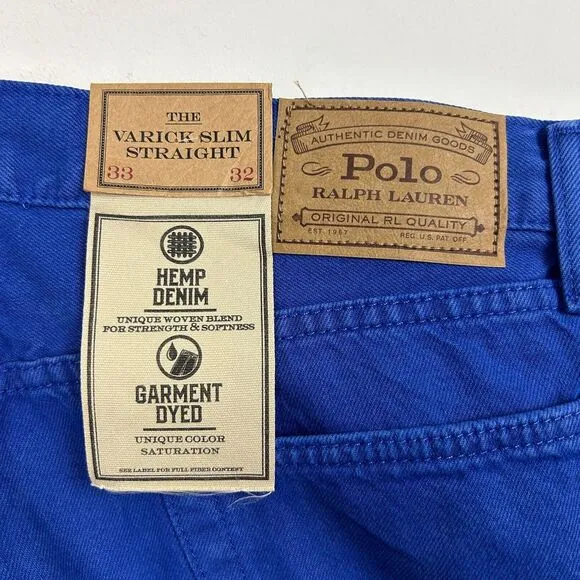 THE
VARICK SLIM
STRAIGHT
33 32
HEMP
DENIM
UNIQUE WOVEN BLEND
FOR STRENGTH & SOFTNESS
GARMENT
DYED
UNIQUE COLOR
SATURATION
SEE LABEL FOR FULL FIBER CONTENT
AUTHENTIC DENIM GOODS
Polo
RALPH LAUREN
ORIGINAL RL QUALITY
EST. 1967 REG. U.S. PAT. OFF.